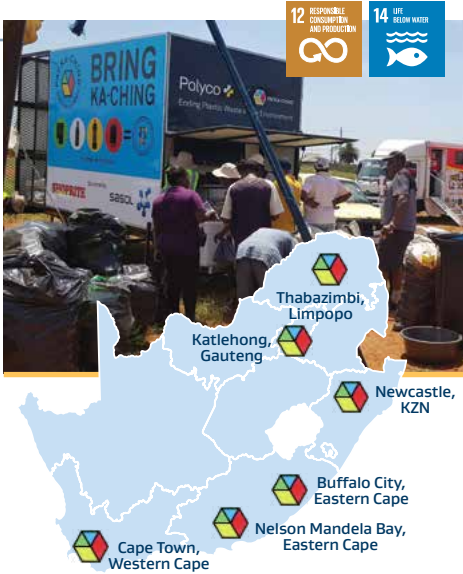 12 RESPONSIBLE
CONSUMPTION
AND PRODUCTION
14 LIFE
BELOW WATER
BRING
KA-CHING
Polyco
Ending Plastic Waste
Environment
SHOPRITE
sasol
Thabazimbi,
Limpopo
Katlehong,
Gauteng
Newcastle,
KZN
Buffalo City,
Eastern Cape
Nelson Mandela Bay,
Eastern Cape
Cape Town,
Western Cape